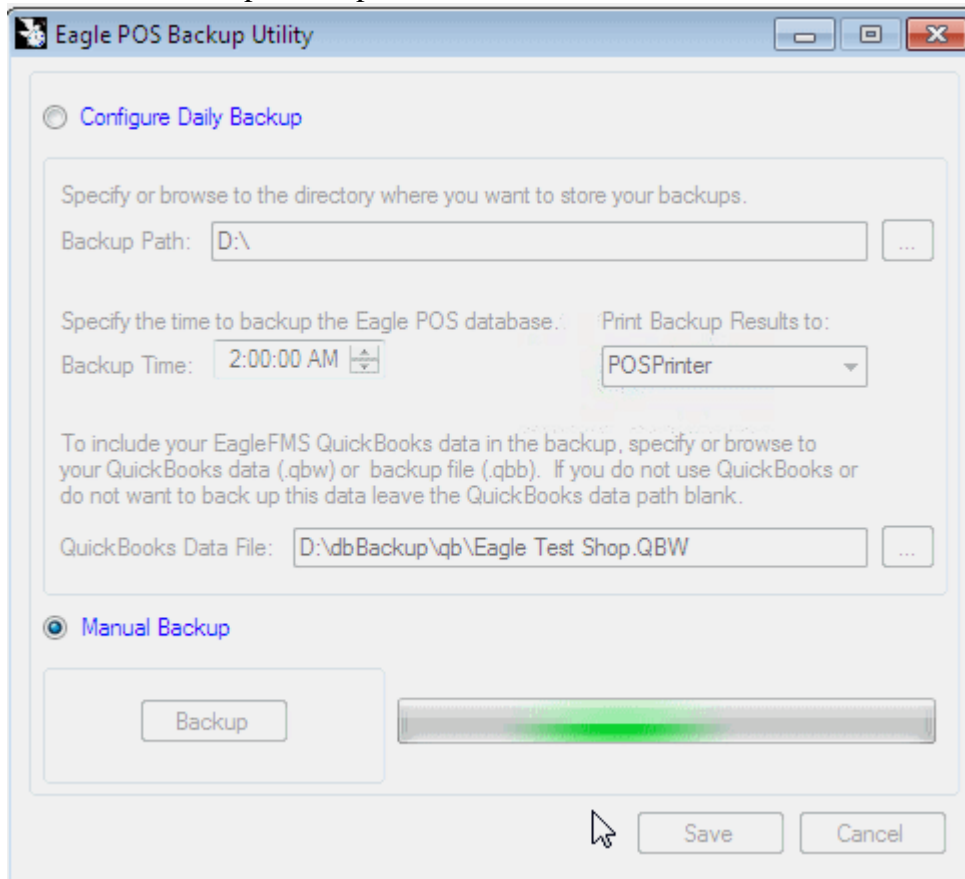 Eagle POS Backup Utility
Configure Daily Backup
Specify or browse to the directory where you want to store your backups.
Backup Path: D:\ ...
Specify the time to backup the Eagle POS database. Print Backup Results to:
Backup Time: 2:00:00 AM POSPrinter
To include your EagleFMS QuickBooks data in the backup, specify or browse to
your QuickBooks data (.qbw) or backup file (.qbb). If you do not use QuickBooks or
do not want to back up this data leave the QuickBooks data path blank.
QuickBooks Data File: D:\dbBackup\qb\Eagle Test Shop.QBW ...
Manual Backup
Backup
Save Cancel